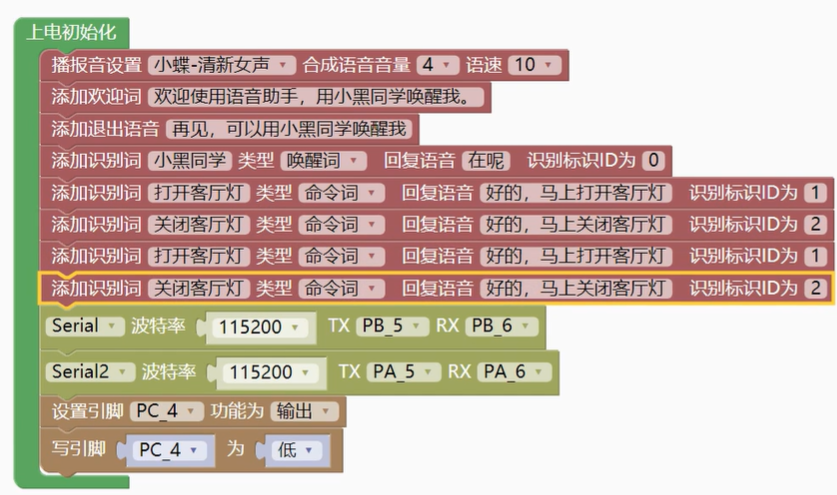 上电初始化
播报音设置 小蝶-清新女声 合成语音音量 4 语速 10
添加欢迎词 欢迎使用语音助手，用小黑同学唤醒我。
添加退出语音 再见，可以用小黑同学唤醒我
添加识别词 小黑同学 类型 唤醒词 回复语音 在呢 识别标识ID为 0
添加识别词 打开客厅灯 类型 命令词 回复语音 好的，马上打开客厅灯 识别标识ID为 1
添加识别词 关闭客厅灯 类型 命令词 回复语音 好的，马上关闭客厅灯 识别标识ID为 2
添加识别词 打开客厅灯 类型 命令词 回复语音 好的，马上打开客厅灯 识别标识ID为 1
添加识别词 关闭客厅灯 类型 命令词 回复语音 好的，马上关闭客厅灯 识别标识ID为 2
Serial 波特率 115200 TX PB_5 RX PB_6
Serial2 波特率 115200 TX PA_5 RX PA_6
设置引脚 PC_4 功能为 输出
写引脚 PC_4 为 低